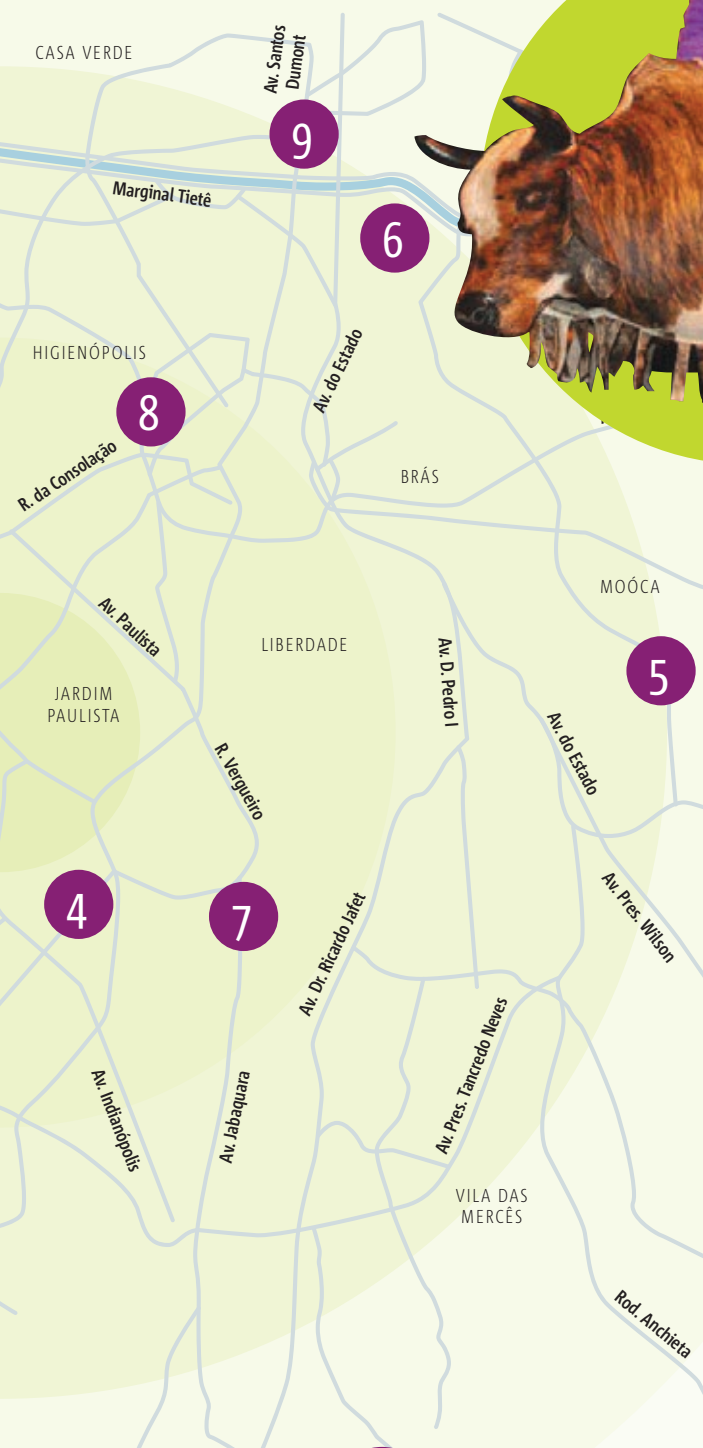 CASA VERDE
Av. Santos
Dumont
9
Marginal Tietê
6
HIGIENÓPOLIS
Av. do Estado
8
R. da Consolação
BRÁS
MOÓCA
Av. Paulista
LIBERDADE
Av. D. Pedro I
5
JARDIM
PAULISTA
Av. do Estado
R. Vergueiro
4
7
Av. Dr. Ricardo Jafet
Av. Pres. Wilson
Av. Pres. Tancredo Neves
Av. Indianópolis
Av. Jabaquara
VILA DAS
MERCÊS
Rod. Anchieta